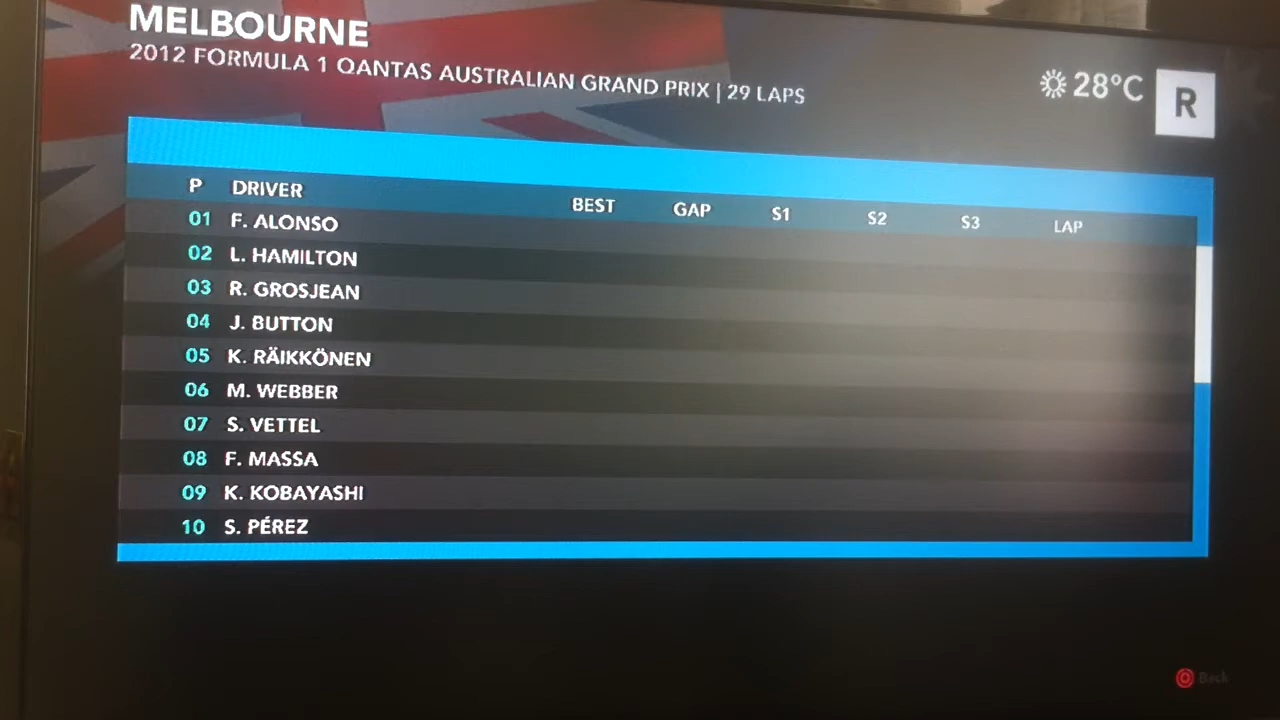 MELBOURNE
2012 FORMULA 1 QANTAS AUSTRALIAN GRAND PRIX | 29 LAPS
28°C R
P DRIVER BEST GAP S1 S2 S3 LAP
01 F. ALONSO
02 L. HAMILTON
03 R. GROSJEAN
04 J. BUTTON
05 K. RÄIKKÖNEN
06 M. WEBBER
07 S. VETTEL
08 F. MASSA
09 K. KOBAYASHI
10 S. PÉREZ
Back